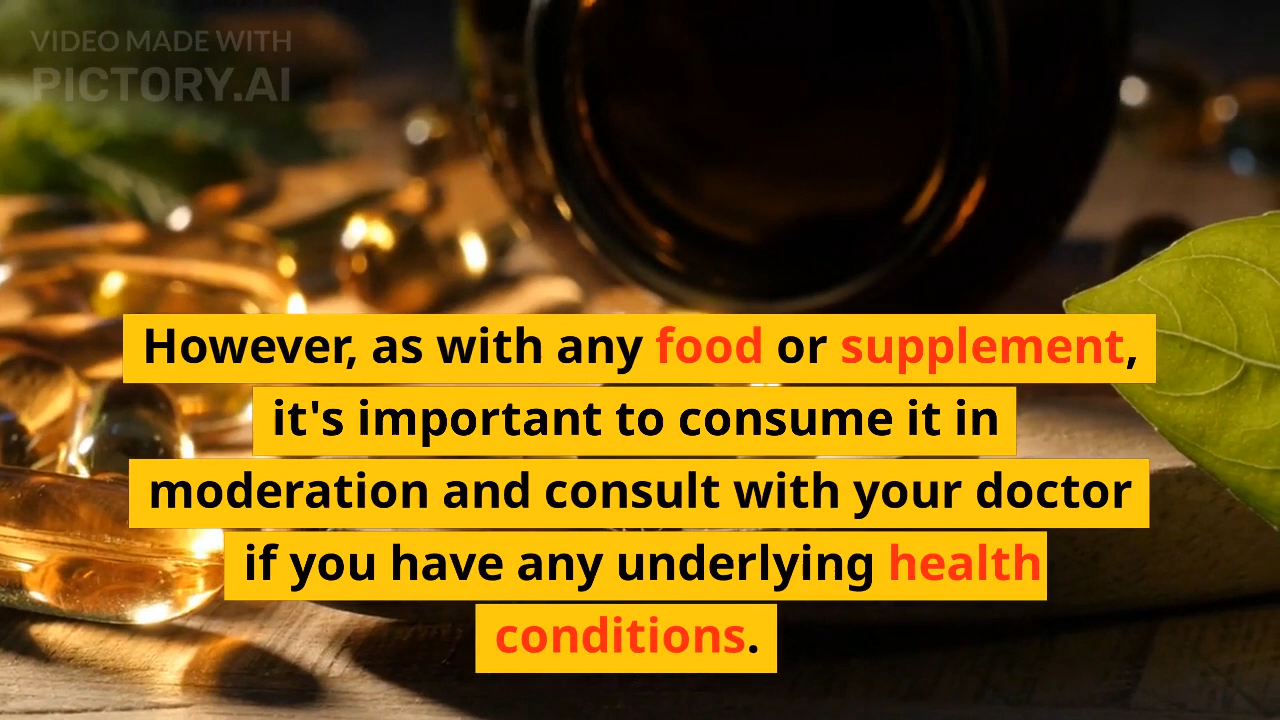 VIDEO MADE WITH
PICTORY.AI
However, as with any food or supplement,
it's important to consume it in
moderation and consult with your doctor
if you have any underlying health
conditions.